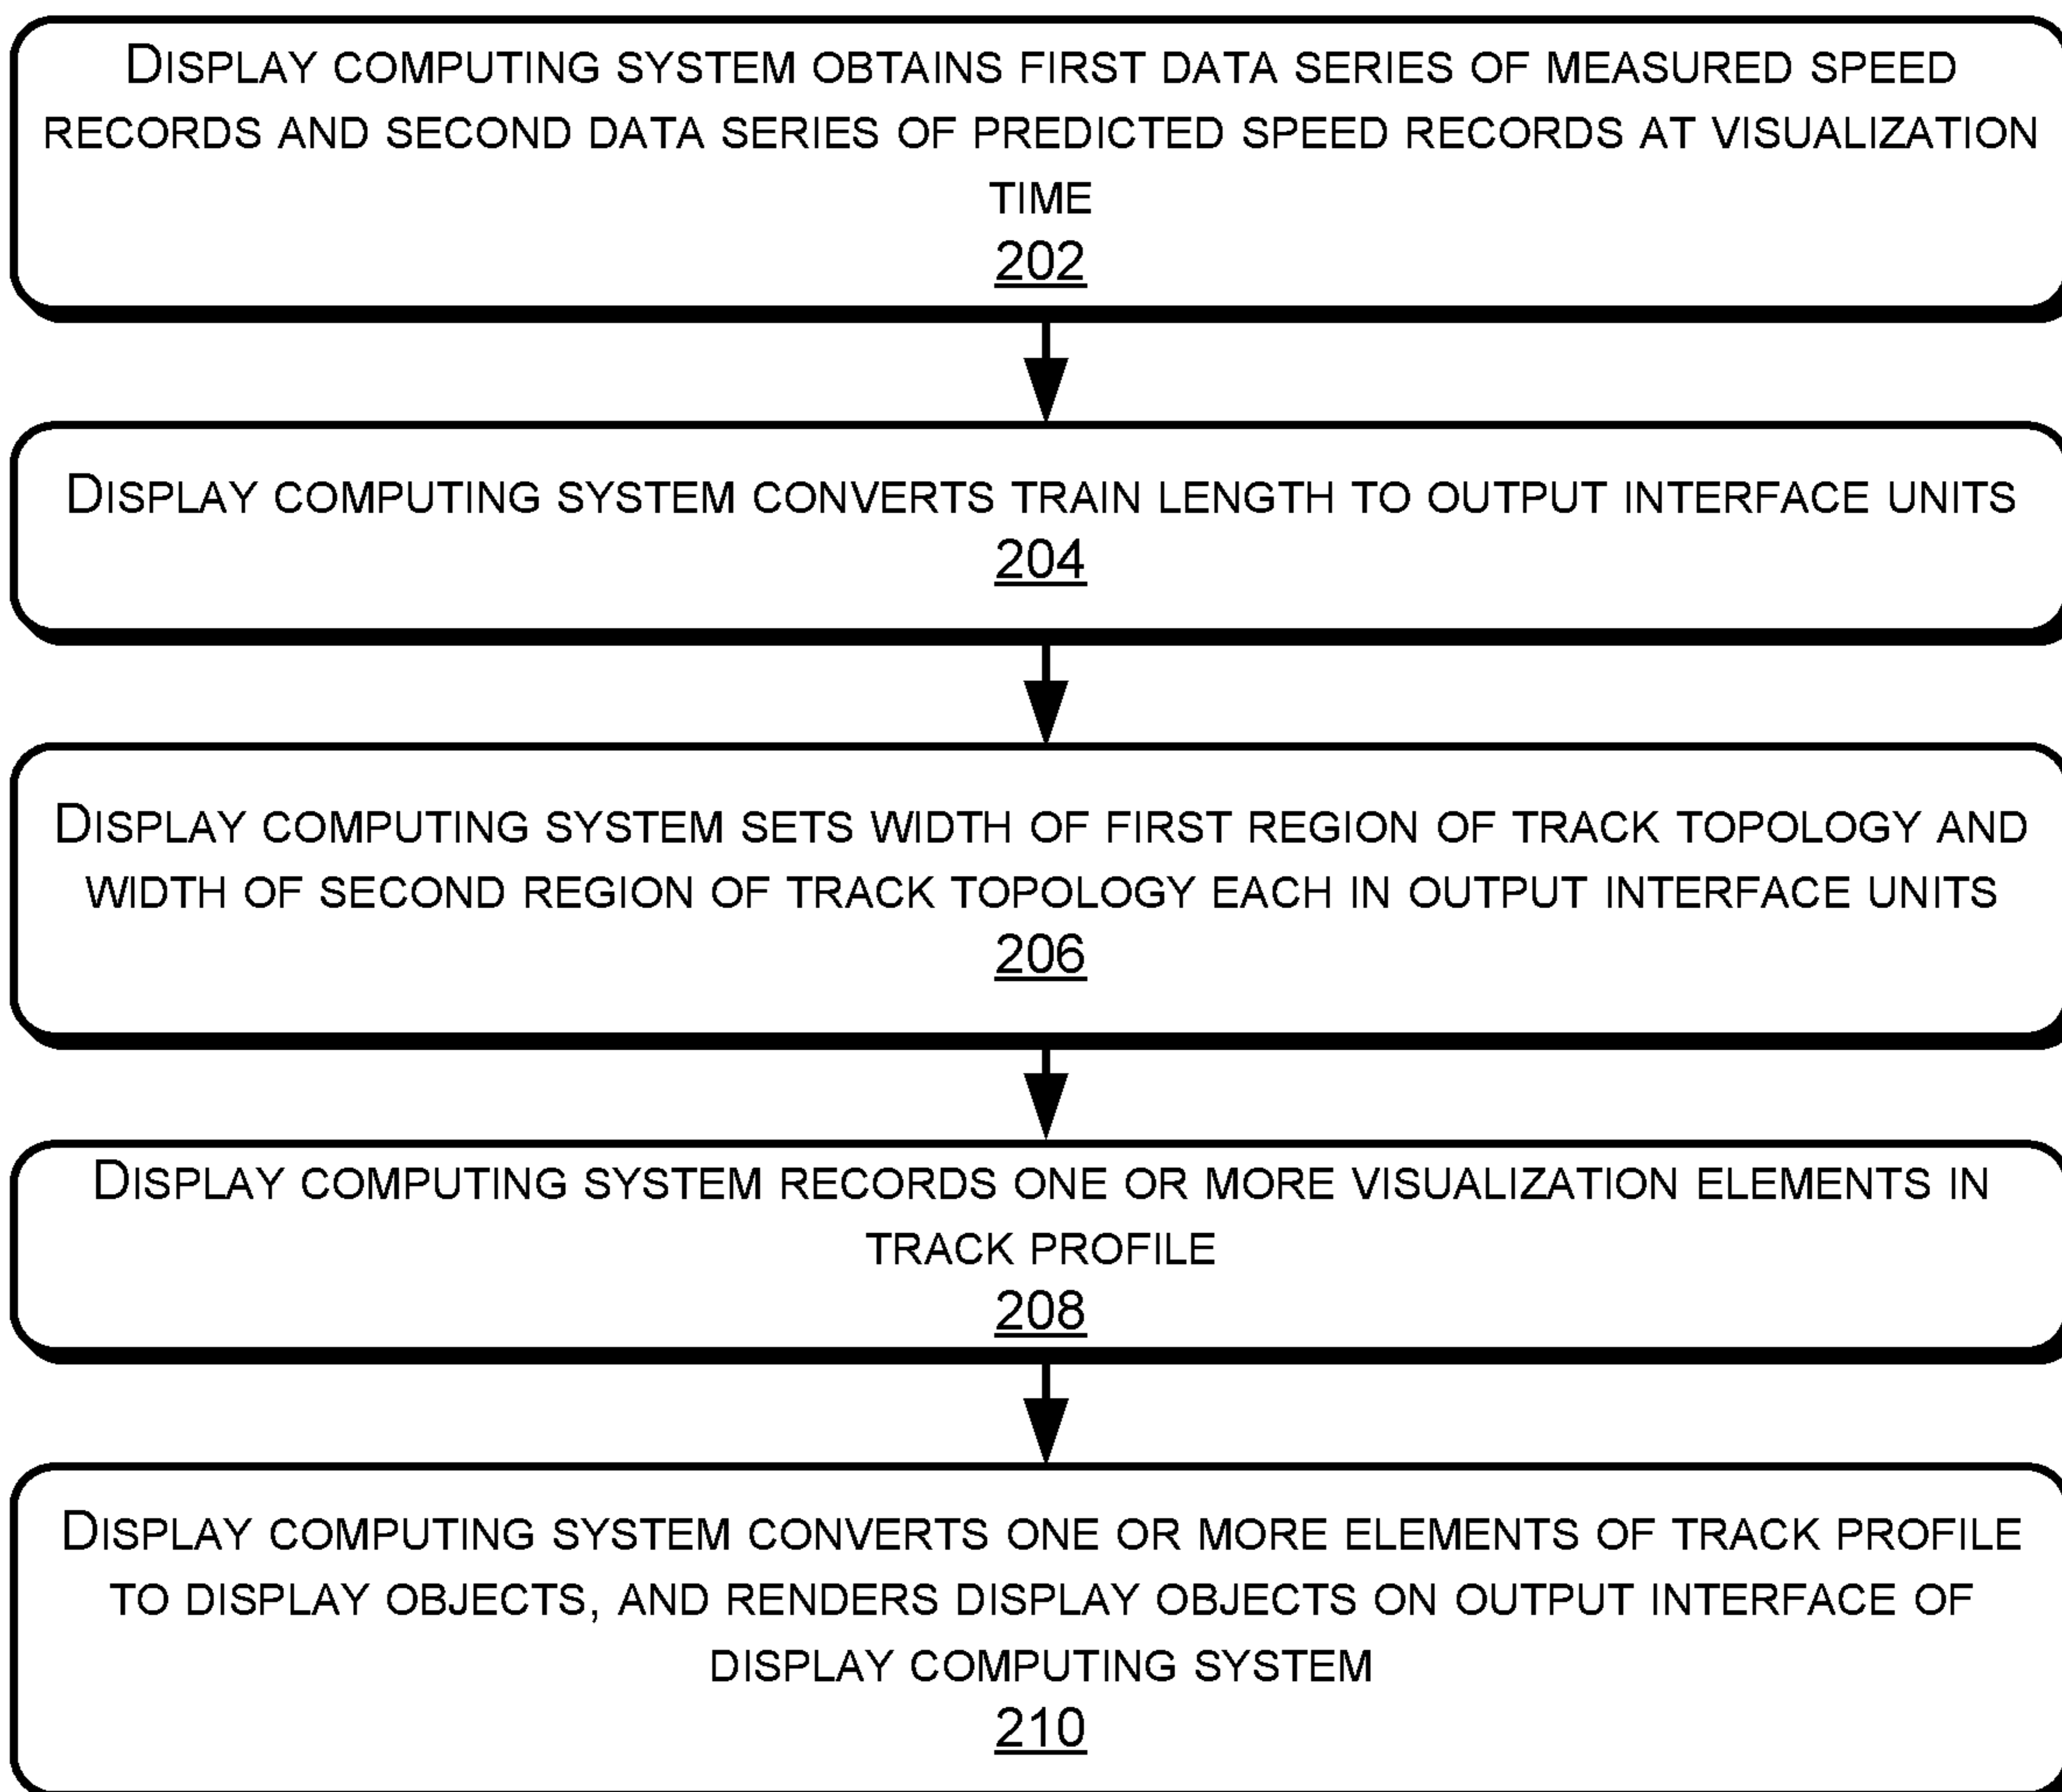 DISPLAY COMPUTING SYSTEM OBTAINS FIRST DATA SERIES OF MEASURED SPEED
RECORDS AND SECOND DATA SERIES OF PREDICTED SPEED RECORDS AT VISUALIZATION
TIME
202
DISPLAY COMPUTING SYSTEM CONVERTS TRAIN LENGTH TO OUTPUT INTERFACE UNITS
204
DISPLAY COMPUTING SYSTEM SETS WIDTH OF FIRST REGION OF TRACK TOPOLOGY AND
WIDTH OF SECOND REGION OF TRACK TOPOLOGY EACH IN OUTPUT INTERFACE UNITS
206
DISPLAY COMPUTING SYSTEM RECORDS ONE OR MORE VISUALIZATION ELEMENTS IN
TRACK PROFILE
208
DISPLAY COMPUTING SYSTEM CONVERTS ONE OR MORE ELEMENTS OF TRACK PROFILE
TO DISPLAY OBJECTS, AND RENDERS DISPLAY OBJECTS ON OUTPUT INTERFACE OF
DISPLAY COMPUTING SYSTEM
210